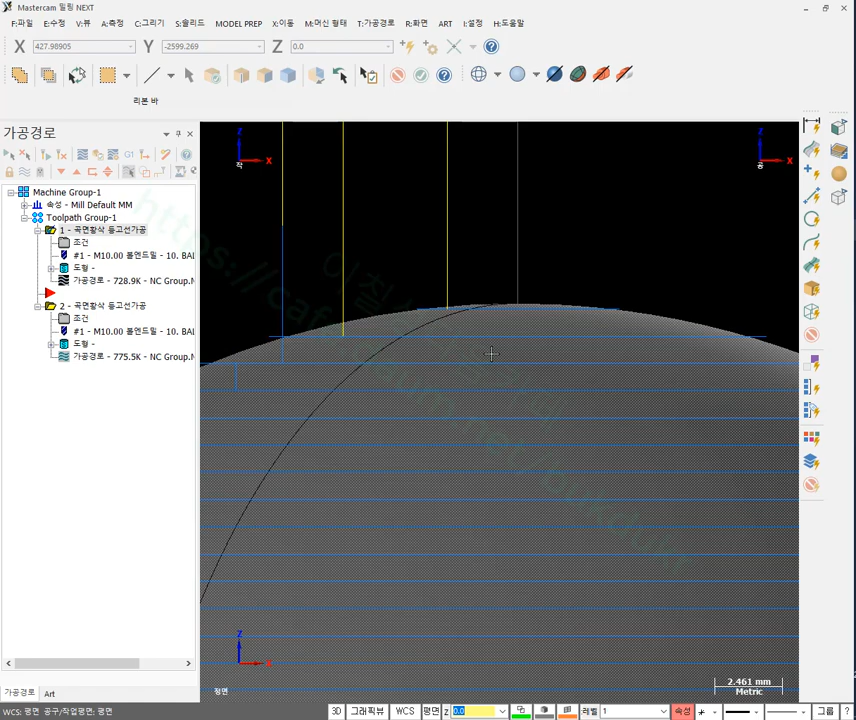 Mastercam 밀링 NEXT
F:파일 E:수정 V:뷰 A:측정 C:그리기 S:솔리드 MODEL PREP X:이동 M:머신 형태 T:가공경로 R:화면 ART I:설정 H:도움말
X 427.98905 Y -2599.269 Z 0.0
리본 바
가공경로
Machine Group-1
속성 - Mill Default MM
Toolpath Group-1
1 - 곡면황삭 등고선가공
조건
#1 - M10.00 볼엔드밀 - 10. BAL
도형 -
가공경로 - 728.9K - NC Group.N
2 - 곡면황삭 등고선가공
조건
#1 - M10.00 볼엔드밀 - 10. BAL
도형 -
가공경로 - 775.5K - NC Group.N
Z X 작
Z X 공
Z
정면
2.461 mm
Metric
가공경로 Art
WCS: 평면 공구/작업평면: 평면
3D 그래픽뷰 WCS 평면 Z 0.0 레벨 1 속성 그룹 ?